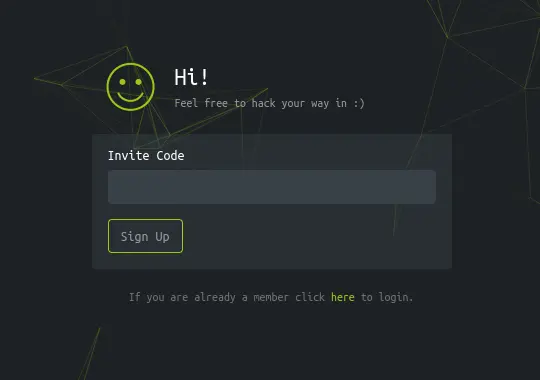 Hi!
Feel free to hack your way in :)
Invite Code
Sign Up
If you are already a member click here to login.